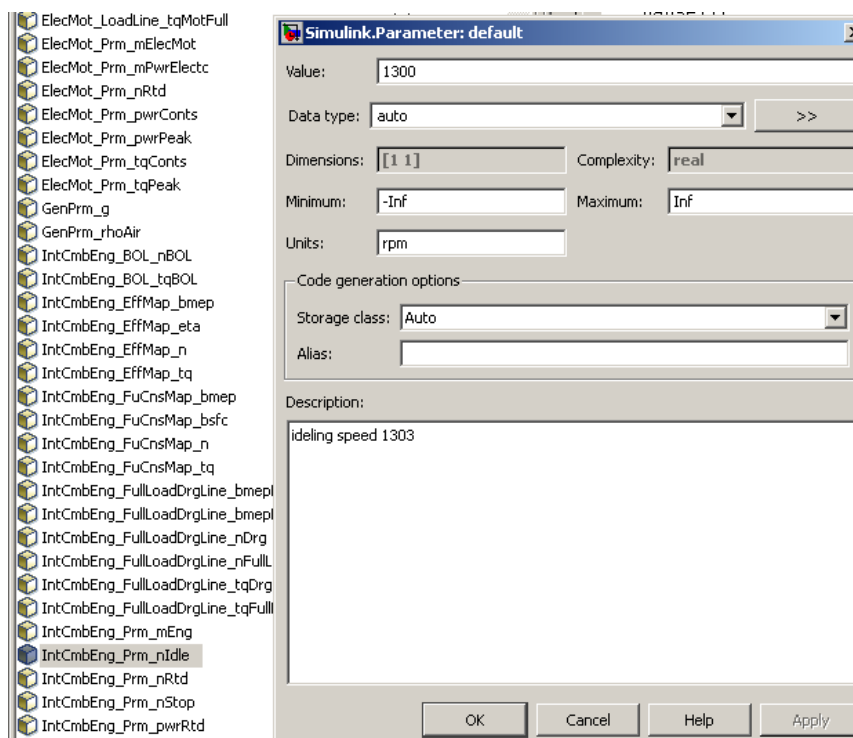 ElecMot_LoadLine_tqMotFull
ElecMot_Prm_mElecMot
ElecMot_Prm_mPwrElectc
ElecMot_Prm_nRtd
ElecMot_Prm_pwrConts
ElecMot_Prm_pwrPeak
ElecMot_Prm_tqConts
ElecMot_Prm_tqPeak
GenPrm_g
GenPrm_rhoAir
IntCmbEng_BOL_nBOL
IntCmbEng_BOL_tqBOL
IntCmbEng_EffMap_bmep
IntCmbEng_EffMap_eta
IntCmbEng_EffMap_n
IntCmbEng_EffMap_tq
IntCmbEng_FuCnsMap_bmep
IntCmbEng_FuCnsMap_bsfc
IntCmbEng_FuCnsMap_n
IntCmbEng_FuCnsMap_tq
IntCmbEng_FullLoadDrgLine_bmep
IntCmbEng_FullLoadDrgLine_bmep
IntCmbEng_FullLoadDrgLine_nDrg
IntCmbEng_FullLoadDrgLine_nFullL
IntCmbEng_FullLoadDrgLine_tqDrg
IntCmbEng_FullLoadDrgLine_tqFull
IntCmbEng_Prm_mEng
IntCmbEng_Prm_nIdle
IntCmbEng_Prm_nRtd
IntCmbEng_Prm_nStop
IntCmbEng_Prm_pwrRtd
Simulink.Parameter: default
Value: 1300
Data type: auto >>
Dimensions: [1 1] Complexity: real
Minimum: -Inf Maximum: Inf
Units: rpm
Code generation options
Storage class: Auto
Alias:
Description:
ideling speed 1303
OK Cancel Help Apply